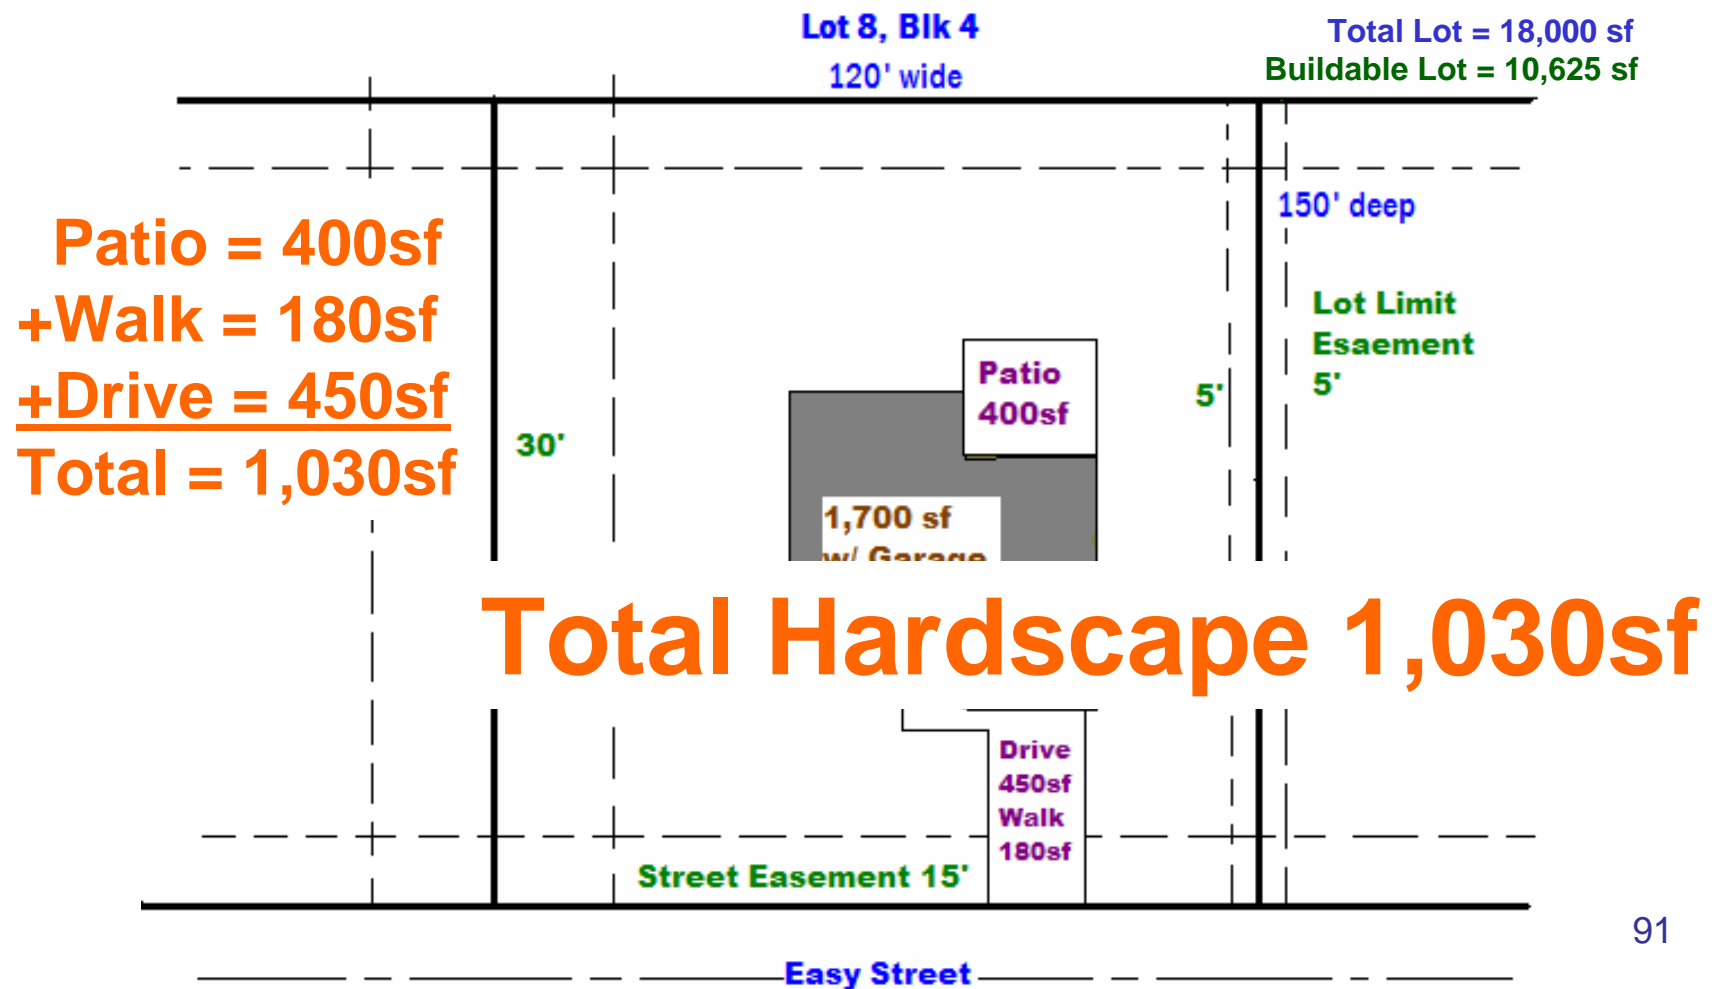 Lot 8, Blk 4
120' wide
Total Lot = 18,000 sf
Buildable Lot = 10,625 sf
150' deep
Patio = 400sf
+Walk = 180sf
+Drive = 450sf
Total = 1,030sf
Lot Limit
Esaement
5'
5'
30'
Patio
400sf
1,700 sf
w/ Garage
Total Hardscape 1,030sf
Drive
450sf
Walk
180sf
Street Easement 15'
91
Easy Street